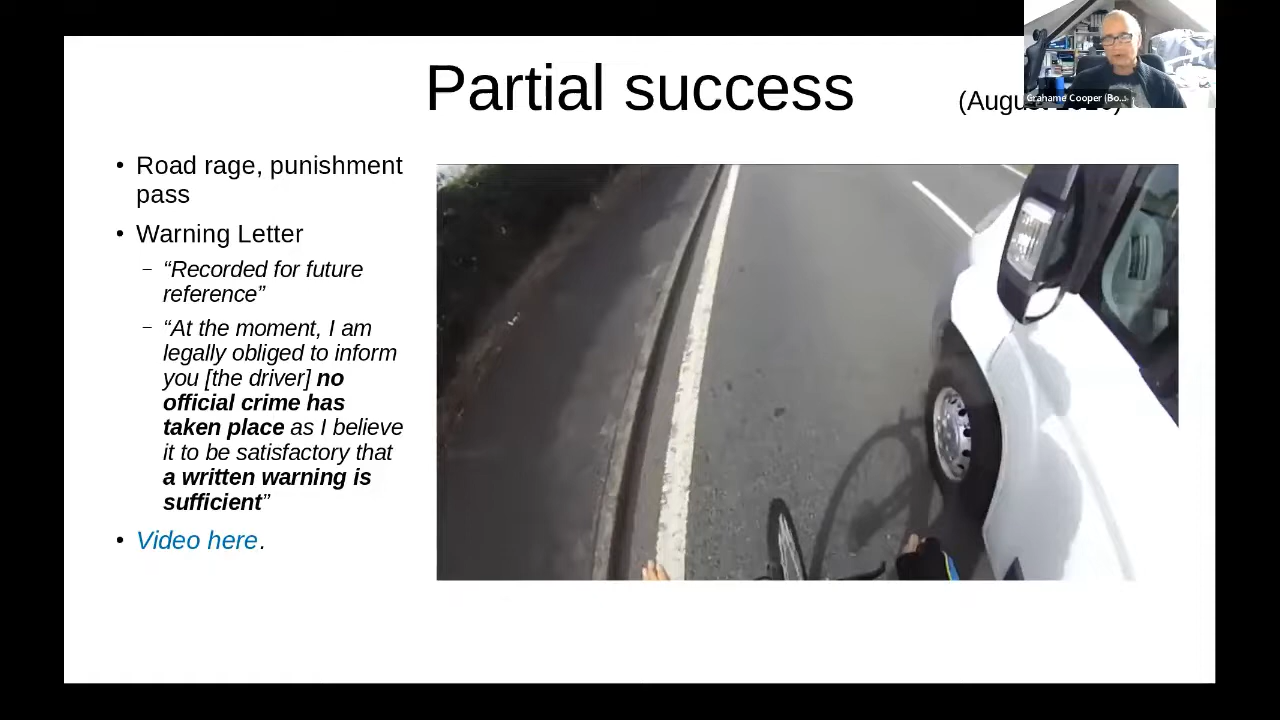 Partial success
Grahame Cooper (Bo...
• Road rage, punishment
pass
• Warning Letter
– “Recorded for future
reference”
– “At the moment, I am
legally obliged to inform
you [the driver] no
official crime has
taken place as I believe
it to be satisfactory that
a written warning is
sufficient”
• Video here.